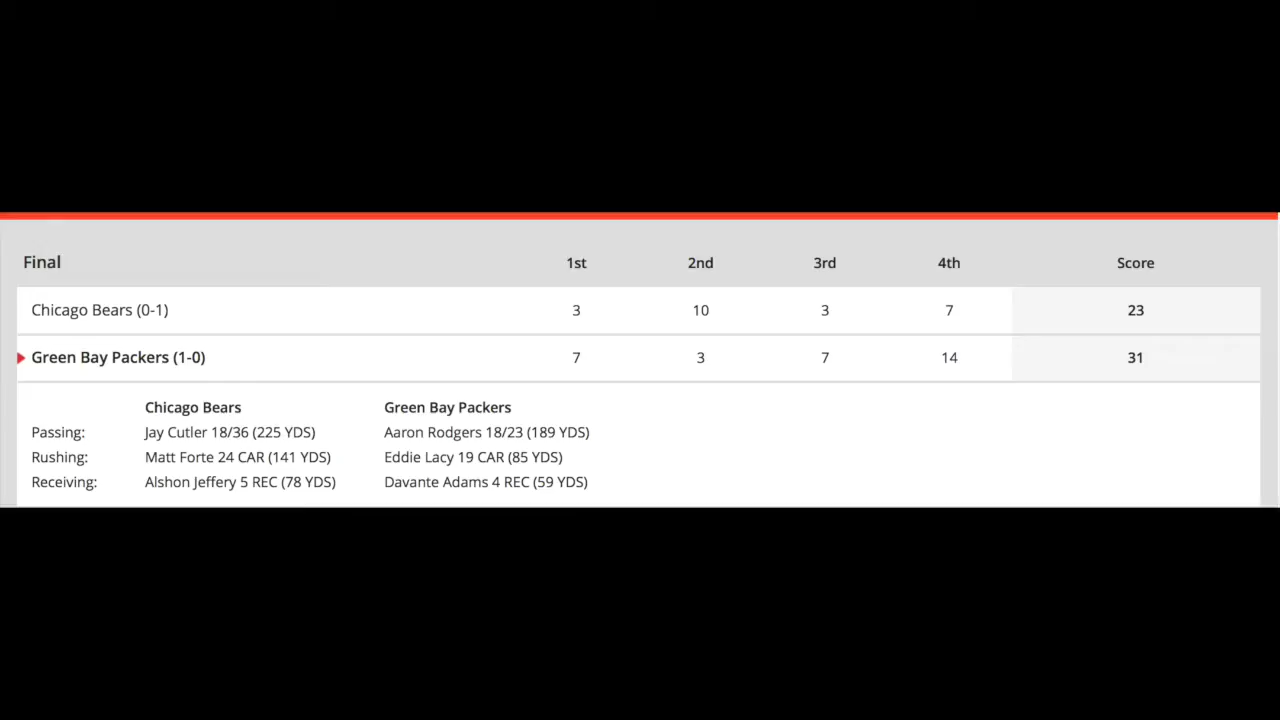 Final 1st 2nd 3rd 4th Score
Chicago Bears (0-1) 3 10 3 7 23
Green Bay Packers (1-0) 7 3 7 14 31
Chicago Bears Green Bay Packers
Passing: Jay Cutler 18/36 (225 YDS) Aaron Rodgers 18/23 (189 YDS)
Rushing: Matt Forte 24 CAR (141 YDS) Eddie Lacy 19 CAR (85 YDS)
Receiving: Alshon Jeffery 5 REC (78 YDS) Davante Adams 4 REC (59 YDS)